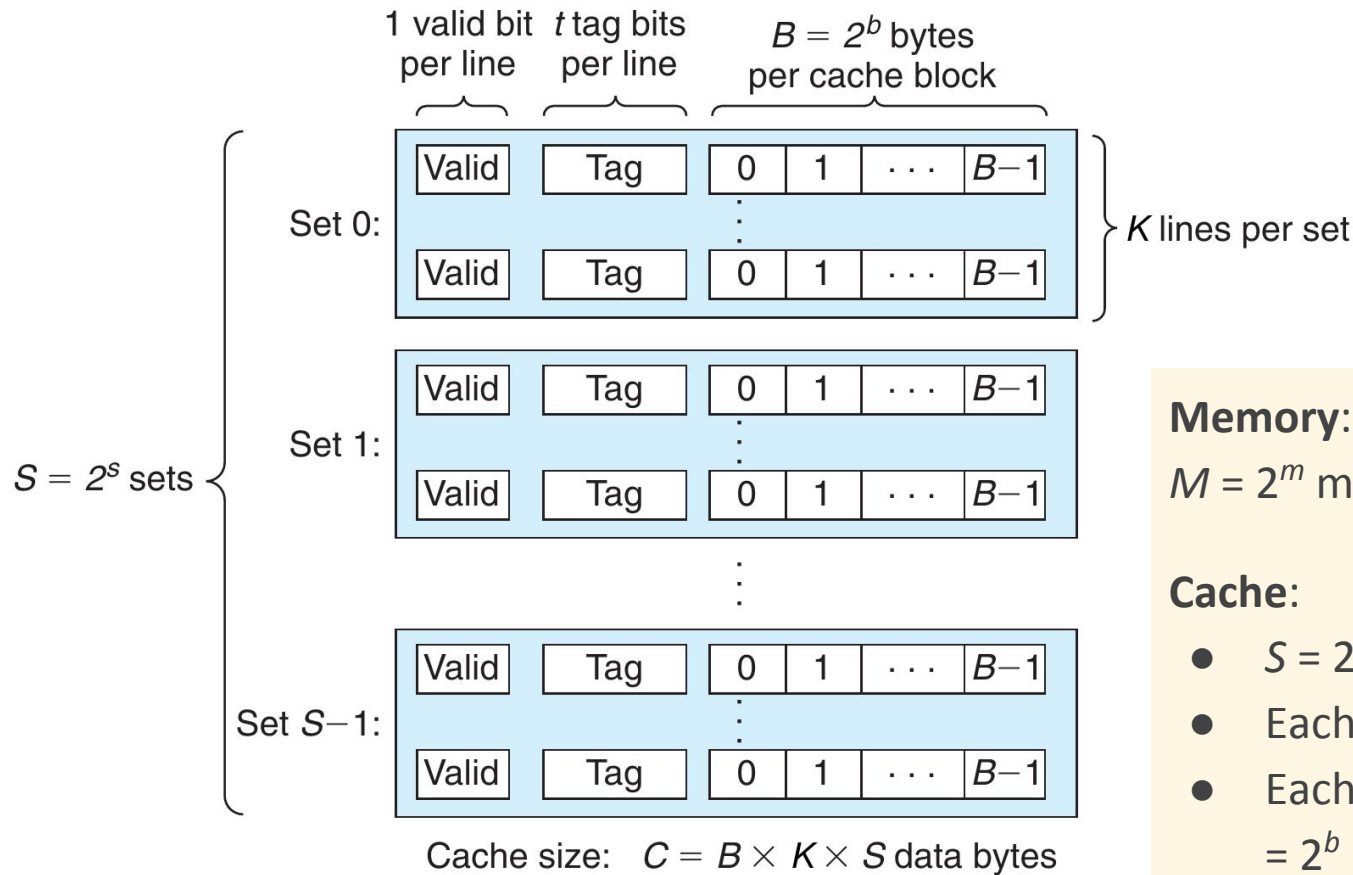 1 valid bit per line
t tag bits per line
B = 2^b bytes per cache block
Valid Tag 0 1 · · · B−1
Set 0:
Valid Tag 0 1 · · · B−1
K lines per set
Valid Tag 0 1 · · · B−1
Set 1:
Valid Tag 0 1 · · · B−1
S = 2^s sets
Valid Tag 0 1 · · · B−1
Set S−1:
Valid Tag 0 1 · · · B−1
Cache size: C = B × K × S data bytes
Memory:
M = 2^m m
Cache:
● S = 2
● Each
● Each
= 2^b